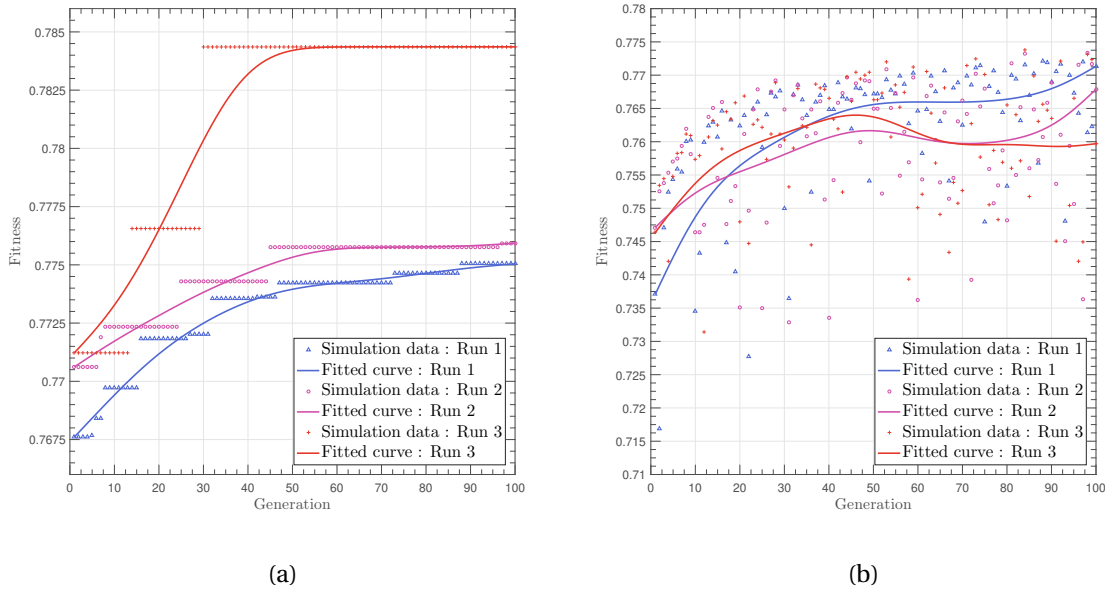 0.785
0.7825
0.78
0.7775
0.775
0.7725
0.77
0.7675
Fitness
0 10 20 30 40 50 60 70 80 90 100
Generation
Simulation data : Run 1
Fitted curve : Run 1
Simulation data : Run 2
Fitted curve : Run 2
Simulation data : Run 3
Fitted curve : Run 3
(a)
0.78
0.775
0.77
0.765
0.76
0.755
0.75
0.745
0.74
0.735
0.73
0.725
0.72
0.715
0.71
Fitness
0 10 20 30 40 50 60 70 80 90 100
Generation
Simulation data : Run 1
Fitted curve : Run 1
Simulation data : Run 2
Fitted curve : Run 2
Simulation data : Run 3
Fitted curve : Run 3
(b)